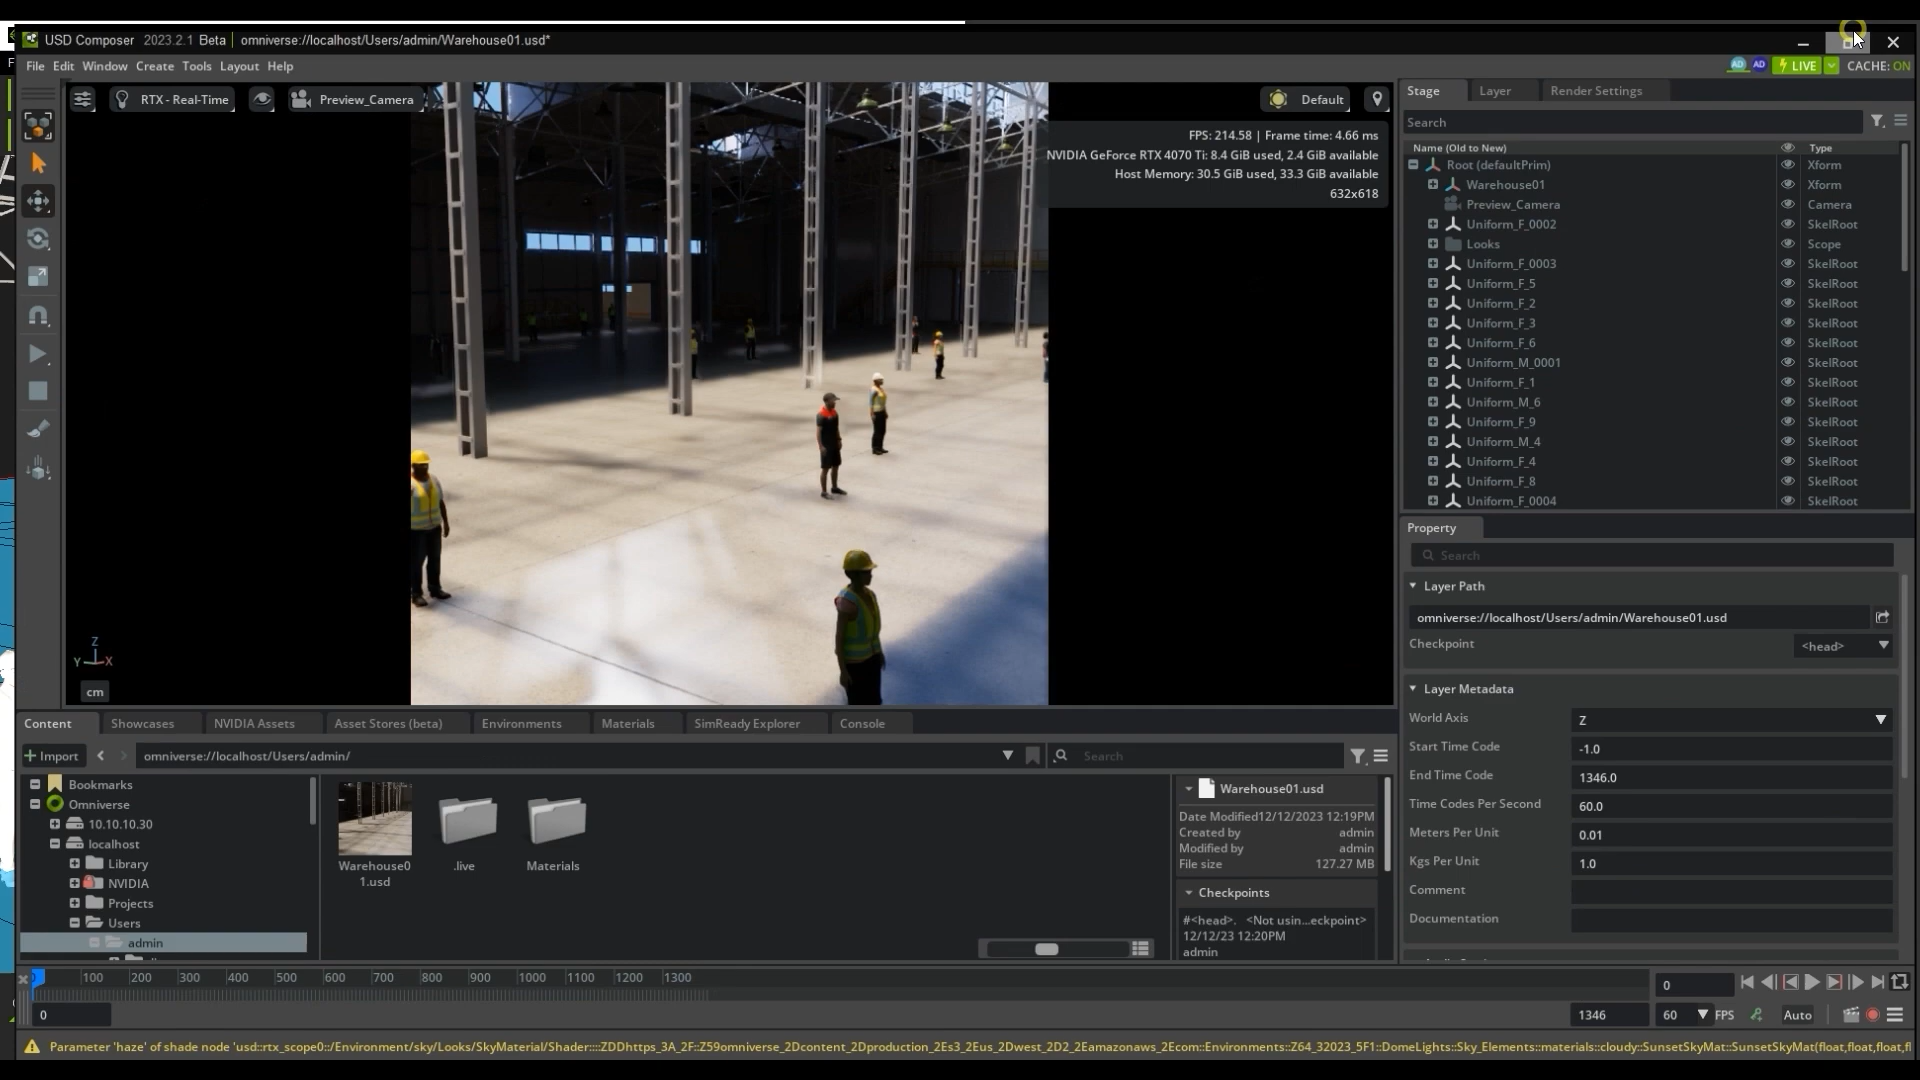 USD Composer 2023.2.1 Beta omniverse://localhost/Users/admin/Warehouse01.usd*
File Edit Window Create Tools Layout Help
AD AD LIVE CACHE: ON
RTX - Real-Time Preview_Camera Default
FPS: 214.58 | Frame time: 4.66 ms
NVIDIA GeForce RTX 4070 Ti: 8.4 GiB used, 2.4 GiB available
Host Memory: 30.5 GiB used, 33.3 GiB available
632x618
Z
Y X
cm
Stage Layer Render Settings
Search
Name (Old to New) Type
Root (defaultPrim) Xform
Warehouse01 Xform
Preview_Camera Camera
Uniform_F_0002 SkelRoot
Looks Scope
Uniform_F_0003 SkelRoot
Uniform_F_5 SkelRoot
Uniform_F_2 SkelRoot
Uniform_F_3 SkelRoot
Uniform_F_6 SkelRoot
Uniform_M_0001 SkelRoot
Uniform_F_1 SkelRoot
Uniform_M_6 SkelRoot
Uniform_F_9 SkelRoot
Uniform_M_4 SkelRoot
Uniform_F_4 SkelRoot
Uniform_F_8 SkelRoot
Uniform_F_0004 SkelRoot
Property
Search
Layer Path
omniverse://localhost/Users/admin/Warehouse01.usd
Checkpoint <head>
Layer Metadata
World Axis Z
Start Time Code -1.0
End Time Code 1346.0
Time Codes Per Second 60.0
Meters Per Unit 0.01
Kgs Per Unit 1.0
Comment
Documentation
Content Showcases NVIDIA Assets Asset Stores (beta) Environments Materials SimReady Explorer Console
Import omniverse://localhost/Users/admin/ Search
Bookmarks
Omniverse
10.10.10.30
localhost
Library
NVIDIA
Projects
Users
admin
Warehouse0
1.usd
.live
Materials
Warehouse01.usd
Date Modified12/12/2023 12:19PM
Created by admin
Modified by admin
File size 127.27 MB
Checkpoints
#<head>. <Not usin...eckpoint>
12/12/23 12:20PM
admin
100 200 300 400 500 600 700 800 900 1000 1100 1200 1300
0
0 1346 60 FPS Auto
Parameter 'haze' of shade node 'usd::rtx_scope0::/Environment/sky/Looks/SkyMaterial/Shader::::ZDDhttps_3A_2F::Z59omniverse_2Dcontent_2Dproduction_2Es3_2Eus_2Dwest_2D2_2Eamazonaws_2Ecom::Environments::Z64_32023_5F1::DomeLights::Sky_Elements::materials::cloudy::SunsetSkyMat::SunsetSkyMat(float,float,float,fl